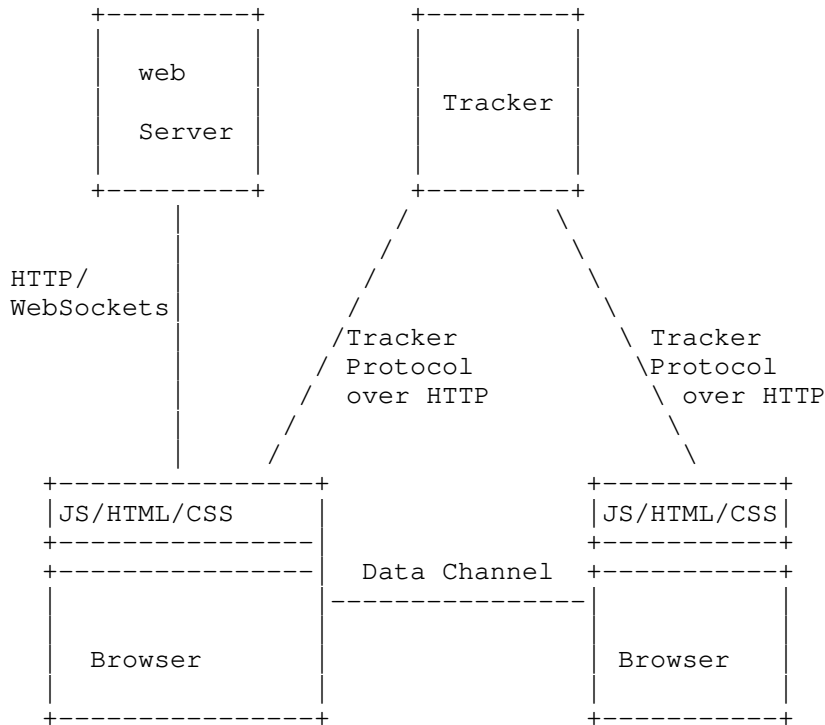 web
Server
Tracker
HTTP/
WebSockets
Tracker
Protocol
over HTTP
Tracker
Protocol
over HTTP
JS/HTML/CSS
JS/HTML/CSS
Data Channel
Browser
Browser